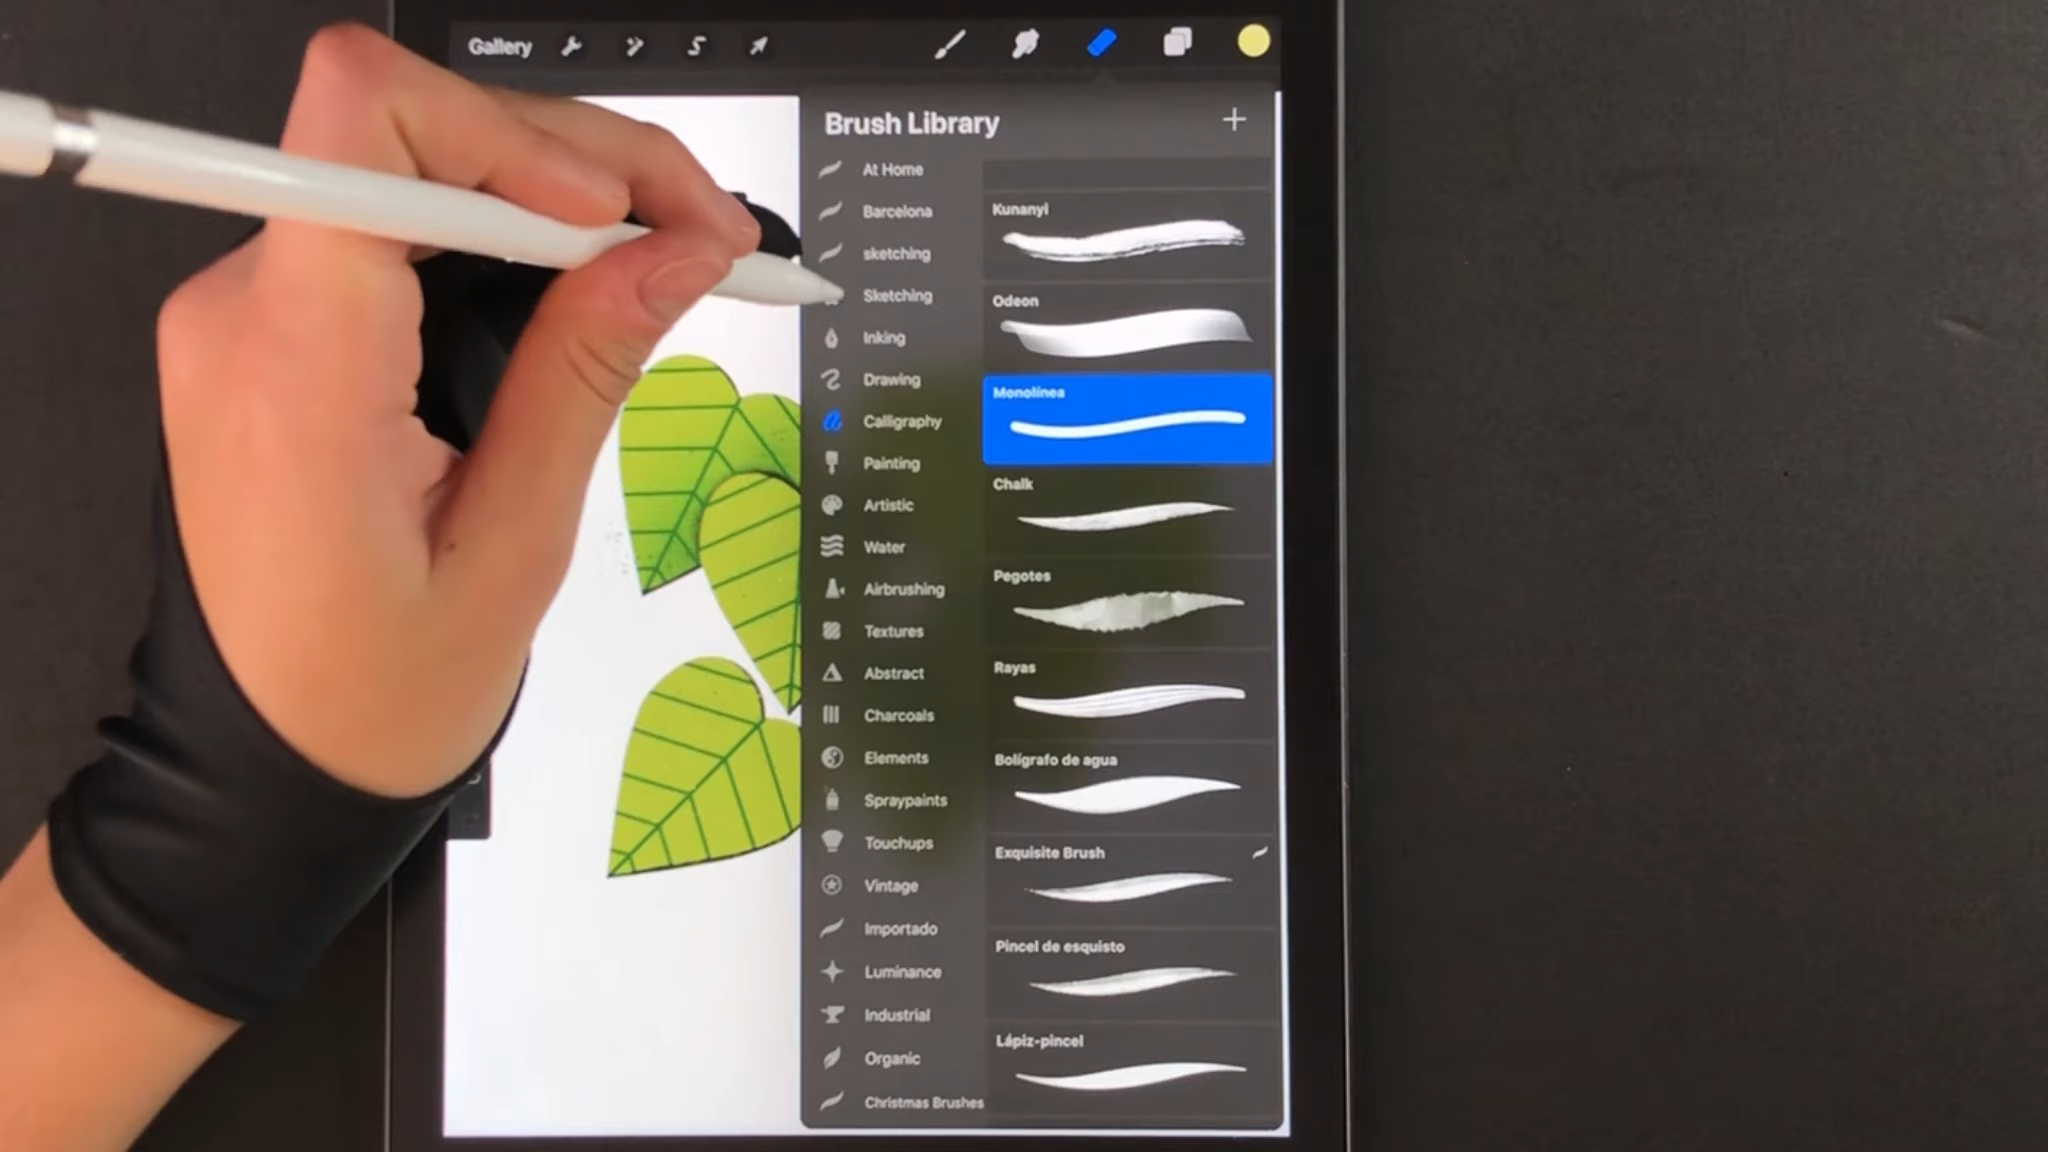 Gallery
Brush Library
At Home
Barcelona
sketching
Sketching
Inking
Drawing
Calligraphy
Painting
Artistic
Water
Airbrushing
Textures
Abstract
Charcoals
Elements
Spraypaints
Touchups
Vintage
Importado
Luminance
Industrial
Organic
Christmas Brushes
Kunanyi
Odeon
Monolínea
Chalk
Pegotes
Rayas
Bolígrafo de agua
Exquisite Brush
Pincel de esquisto
Lápiz-pincel